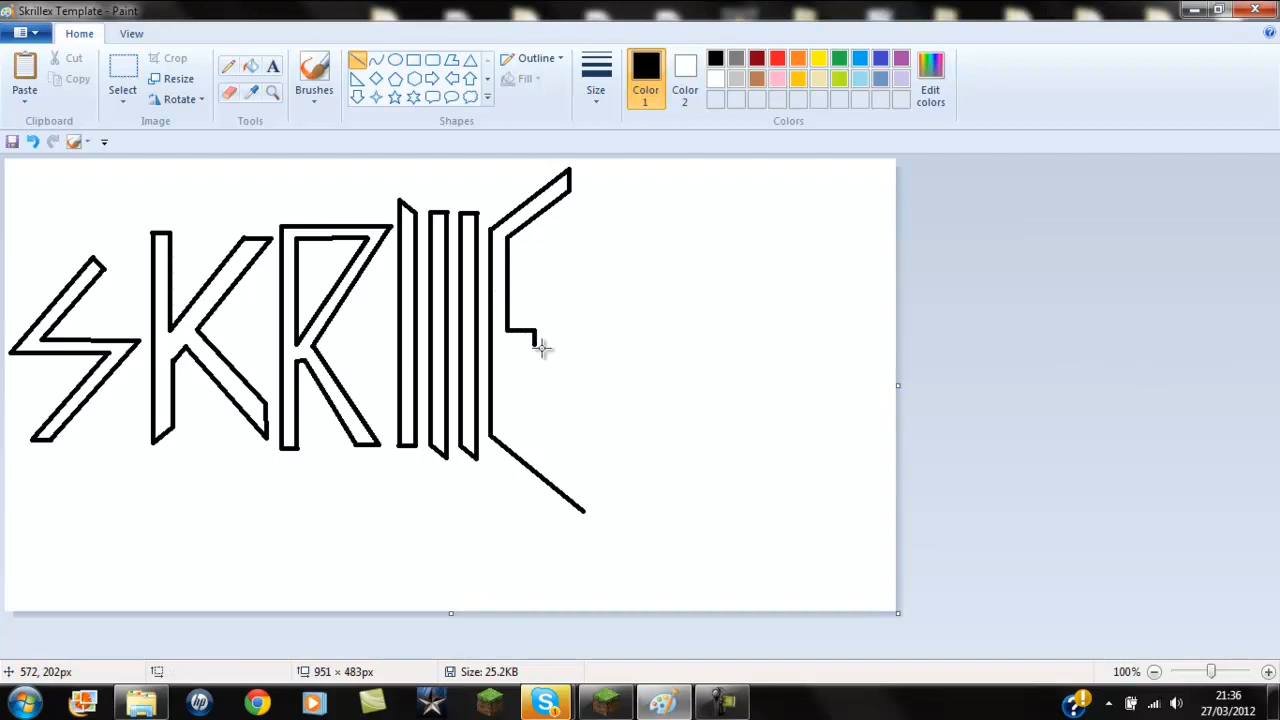 Skrillex Template - Paint
Home View
Paste Cut Copy
Clipboard
Select Crop Resize Rotate
Image
A
Tools
Brushes
Outline Fill
Shapes
Size
Color 1
Color 2
Edit colors
Colors
SKRILL
572, 202px
951 × 483px
Size: 25.2KB
100%
21:36
27/03/2012